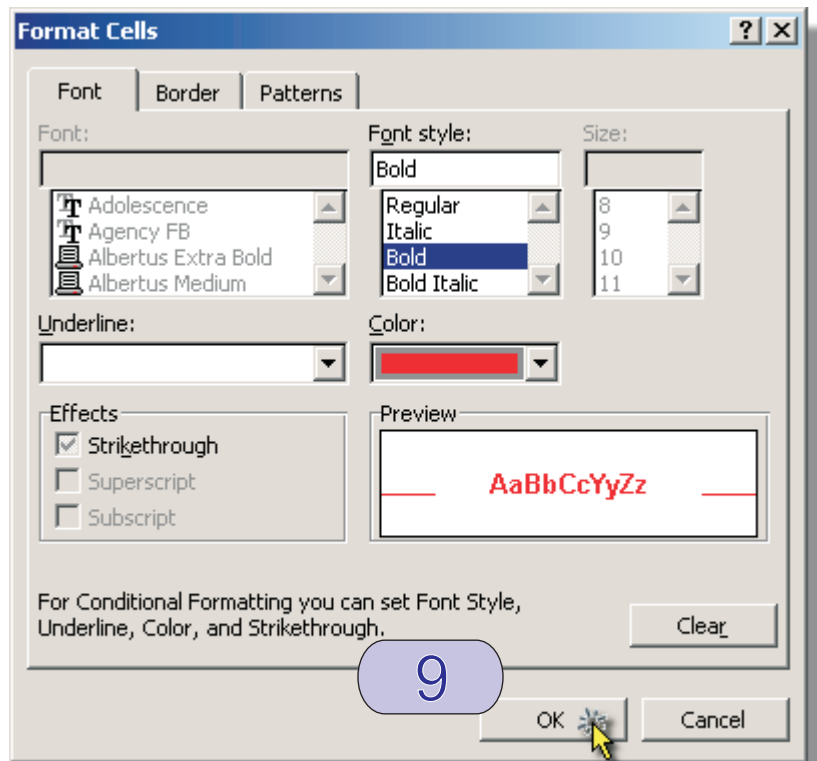 Format Cells
Font Border Patterns
Font: Font style: Size:
Bold
Adolescence Regular 8
Agency FB Italic 9
Albertus Extra Bold Bold 10
Albertus Medium Bold Italic 11
Underline: Color:
Effects Preview
Strikethrough
Superscript AaBbCcYyZz
Subscript
For Conditional Formatting you can set Font Style,
Underline, Color, and Strikethrough. Clear
9
OK Cancel